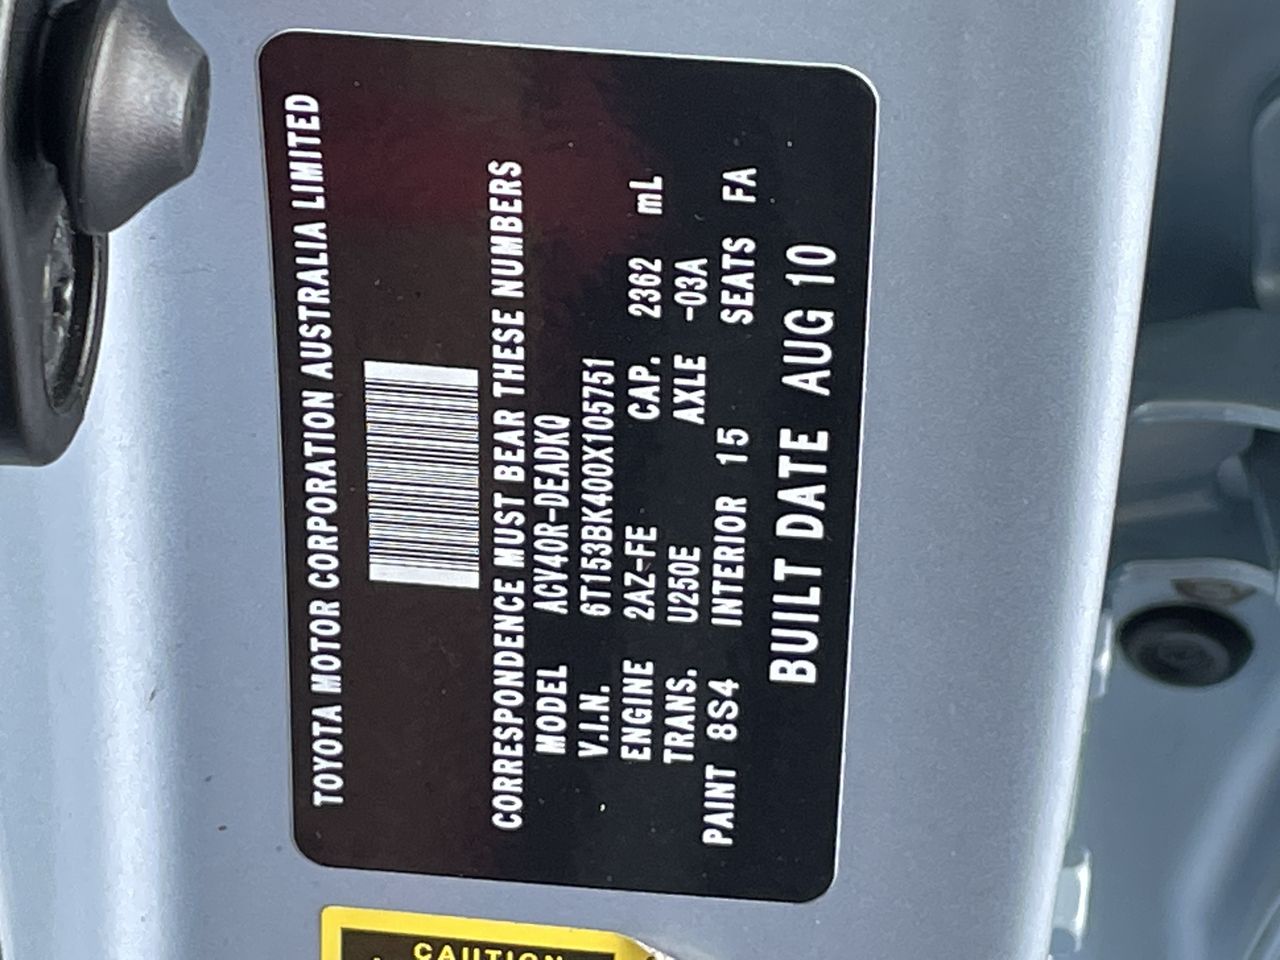 TOYOTA MOTOR CORPORATION AUSTRALIA LIMITED
CORRESPONDENCE MUST BEAR THESE NUMBERS
MODEL ACV40R-DEADKQ
V.I.N. 6T153BK400X105751
ENGINE 2AZ-FE CAP. 2362 mL
TRANS. U250E AXLE -03A
PAINT 8S4 INTERIOR 15 SEATS FA
BUILT DATE AUG 10
CAUTION